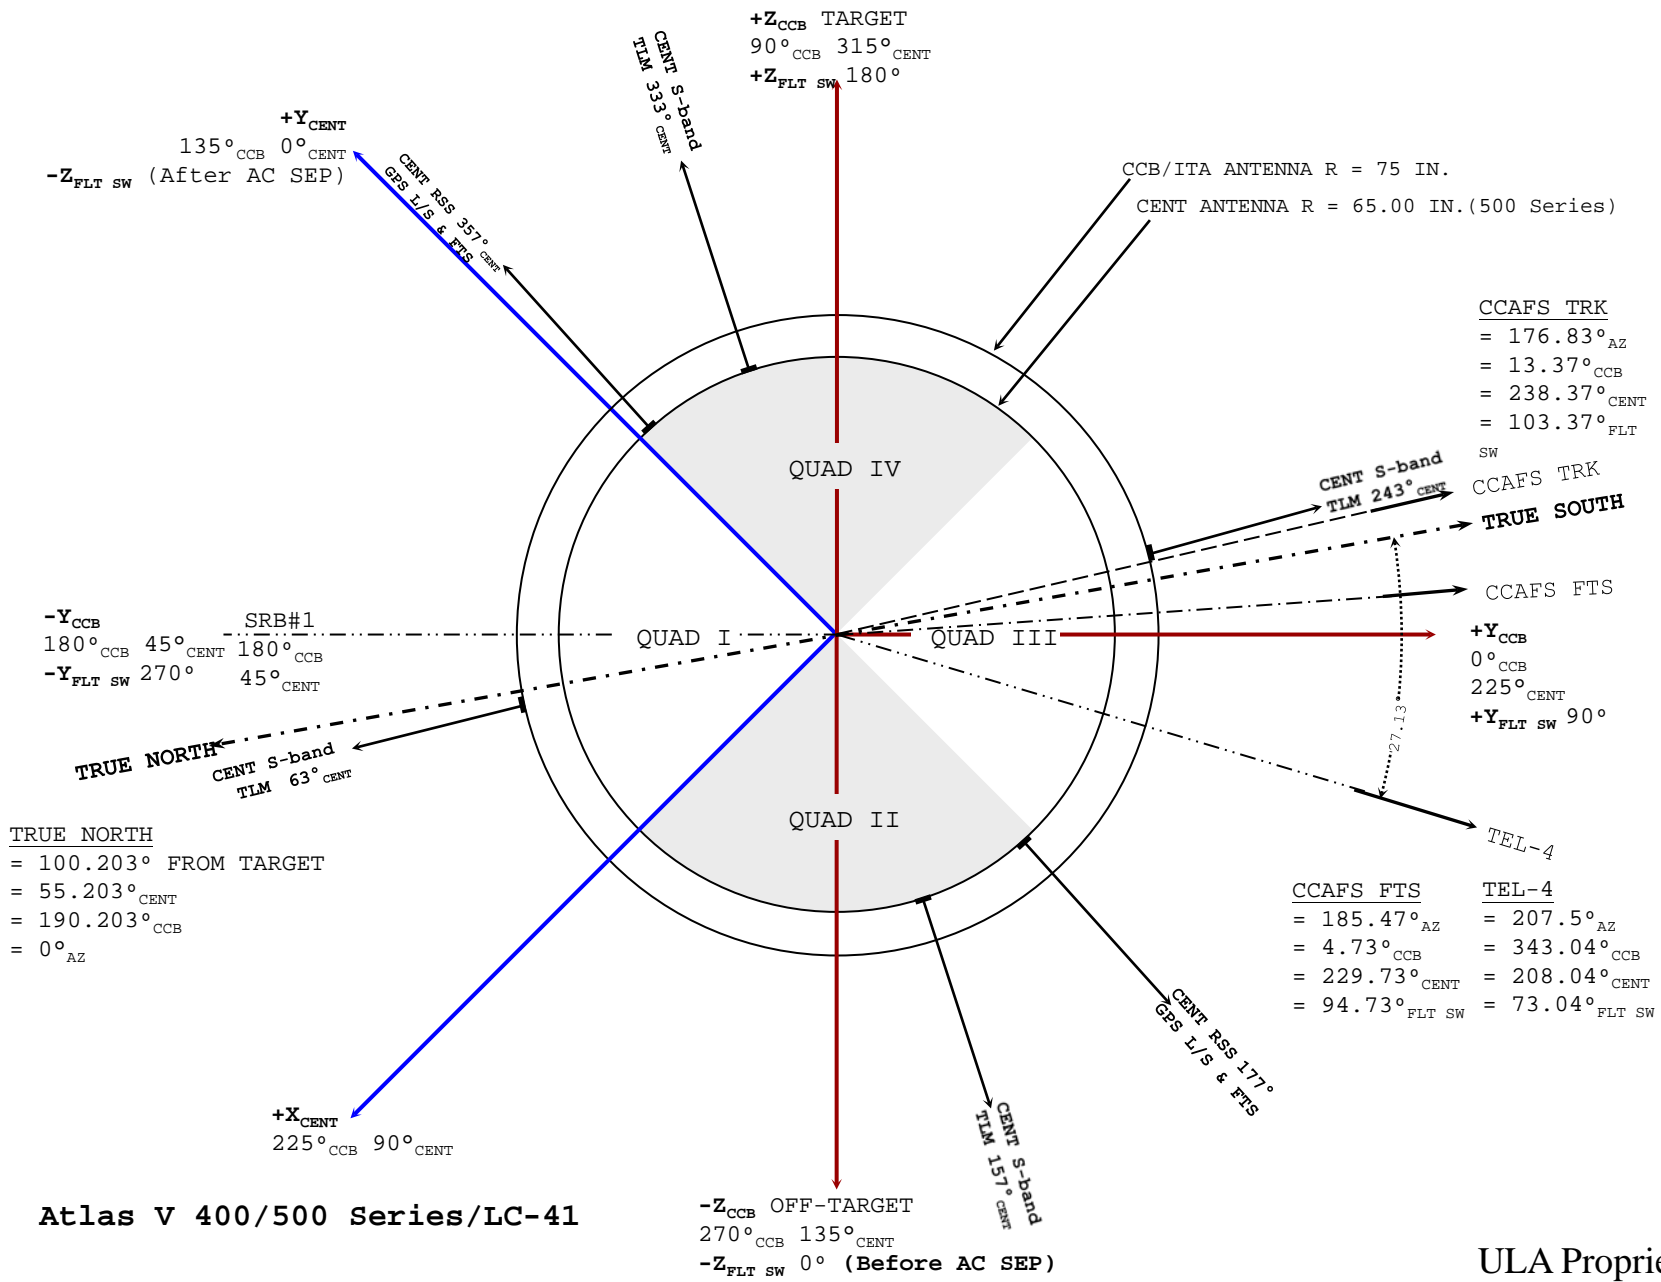 +ZCCB TARGET
90°CCB 315°CENT
+ZFLT SW 180°
CENT S-band
TLM 333°CENT
+YCENT
135°CCB 0°CENT
-ZFLT SW (After AC SEP)
CENT RSS 357°CENT
GPS L/S & FTS
CCB/ITA ANTENNA R = 75 IN.
CENT ANTENNA R = 65.00 IN.(500 Series)
CCAFS TRK
= 176.83°AZ
= 13.37°CCB
= 238.37°CENT
= 103.37°FLT
SW
CENT S-band
TLM 243°CENT
CCAFS TRK
TRUE SOUTH
QUAD IV
CCAFS FTS
-YCCB
180°CCB 45°CENT
-YFLT SW 270°
SRB#1
180°CCB
45°CENT
QUAD I
QUAD III
+YCCB
0°CCB
225°CENT
+YFLT SW 90°
27.13°
TRUE NORTH
CENT S-band
TLM 63°CENT
QUAD II
TEL-4
TRUE NORTH
= 100.203° FROM TARGET
= 55.203°CENT
= 190.203°CCB
= 0°AZ
CCAFS FTS
= 185.47°AZ
= 4.73°CCB
= 229.73°CENT
= 94.73°FLT SW
TEL-4
= 207.5°AZ
= 343.04°CCB
= 208.04°CENT
= 73.04°FLT SW
CENT RSS 177°
GPS L/S & FTS
+XCENT
225°CCB 90°CENT
CENT S-band
TLM 157°CENT
Atlas V 400/500 Series/LC-41
-ZCCB OFF-TARGET
270°CCB 135°CENT
-ZFLT SW 0° (Before AC SEP)
ULA Proprie